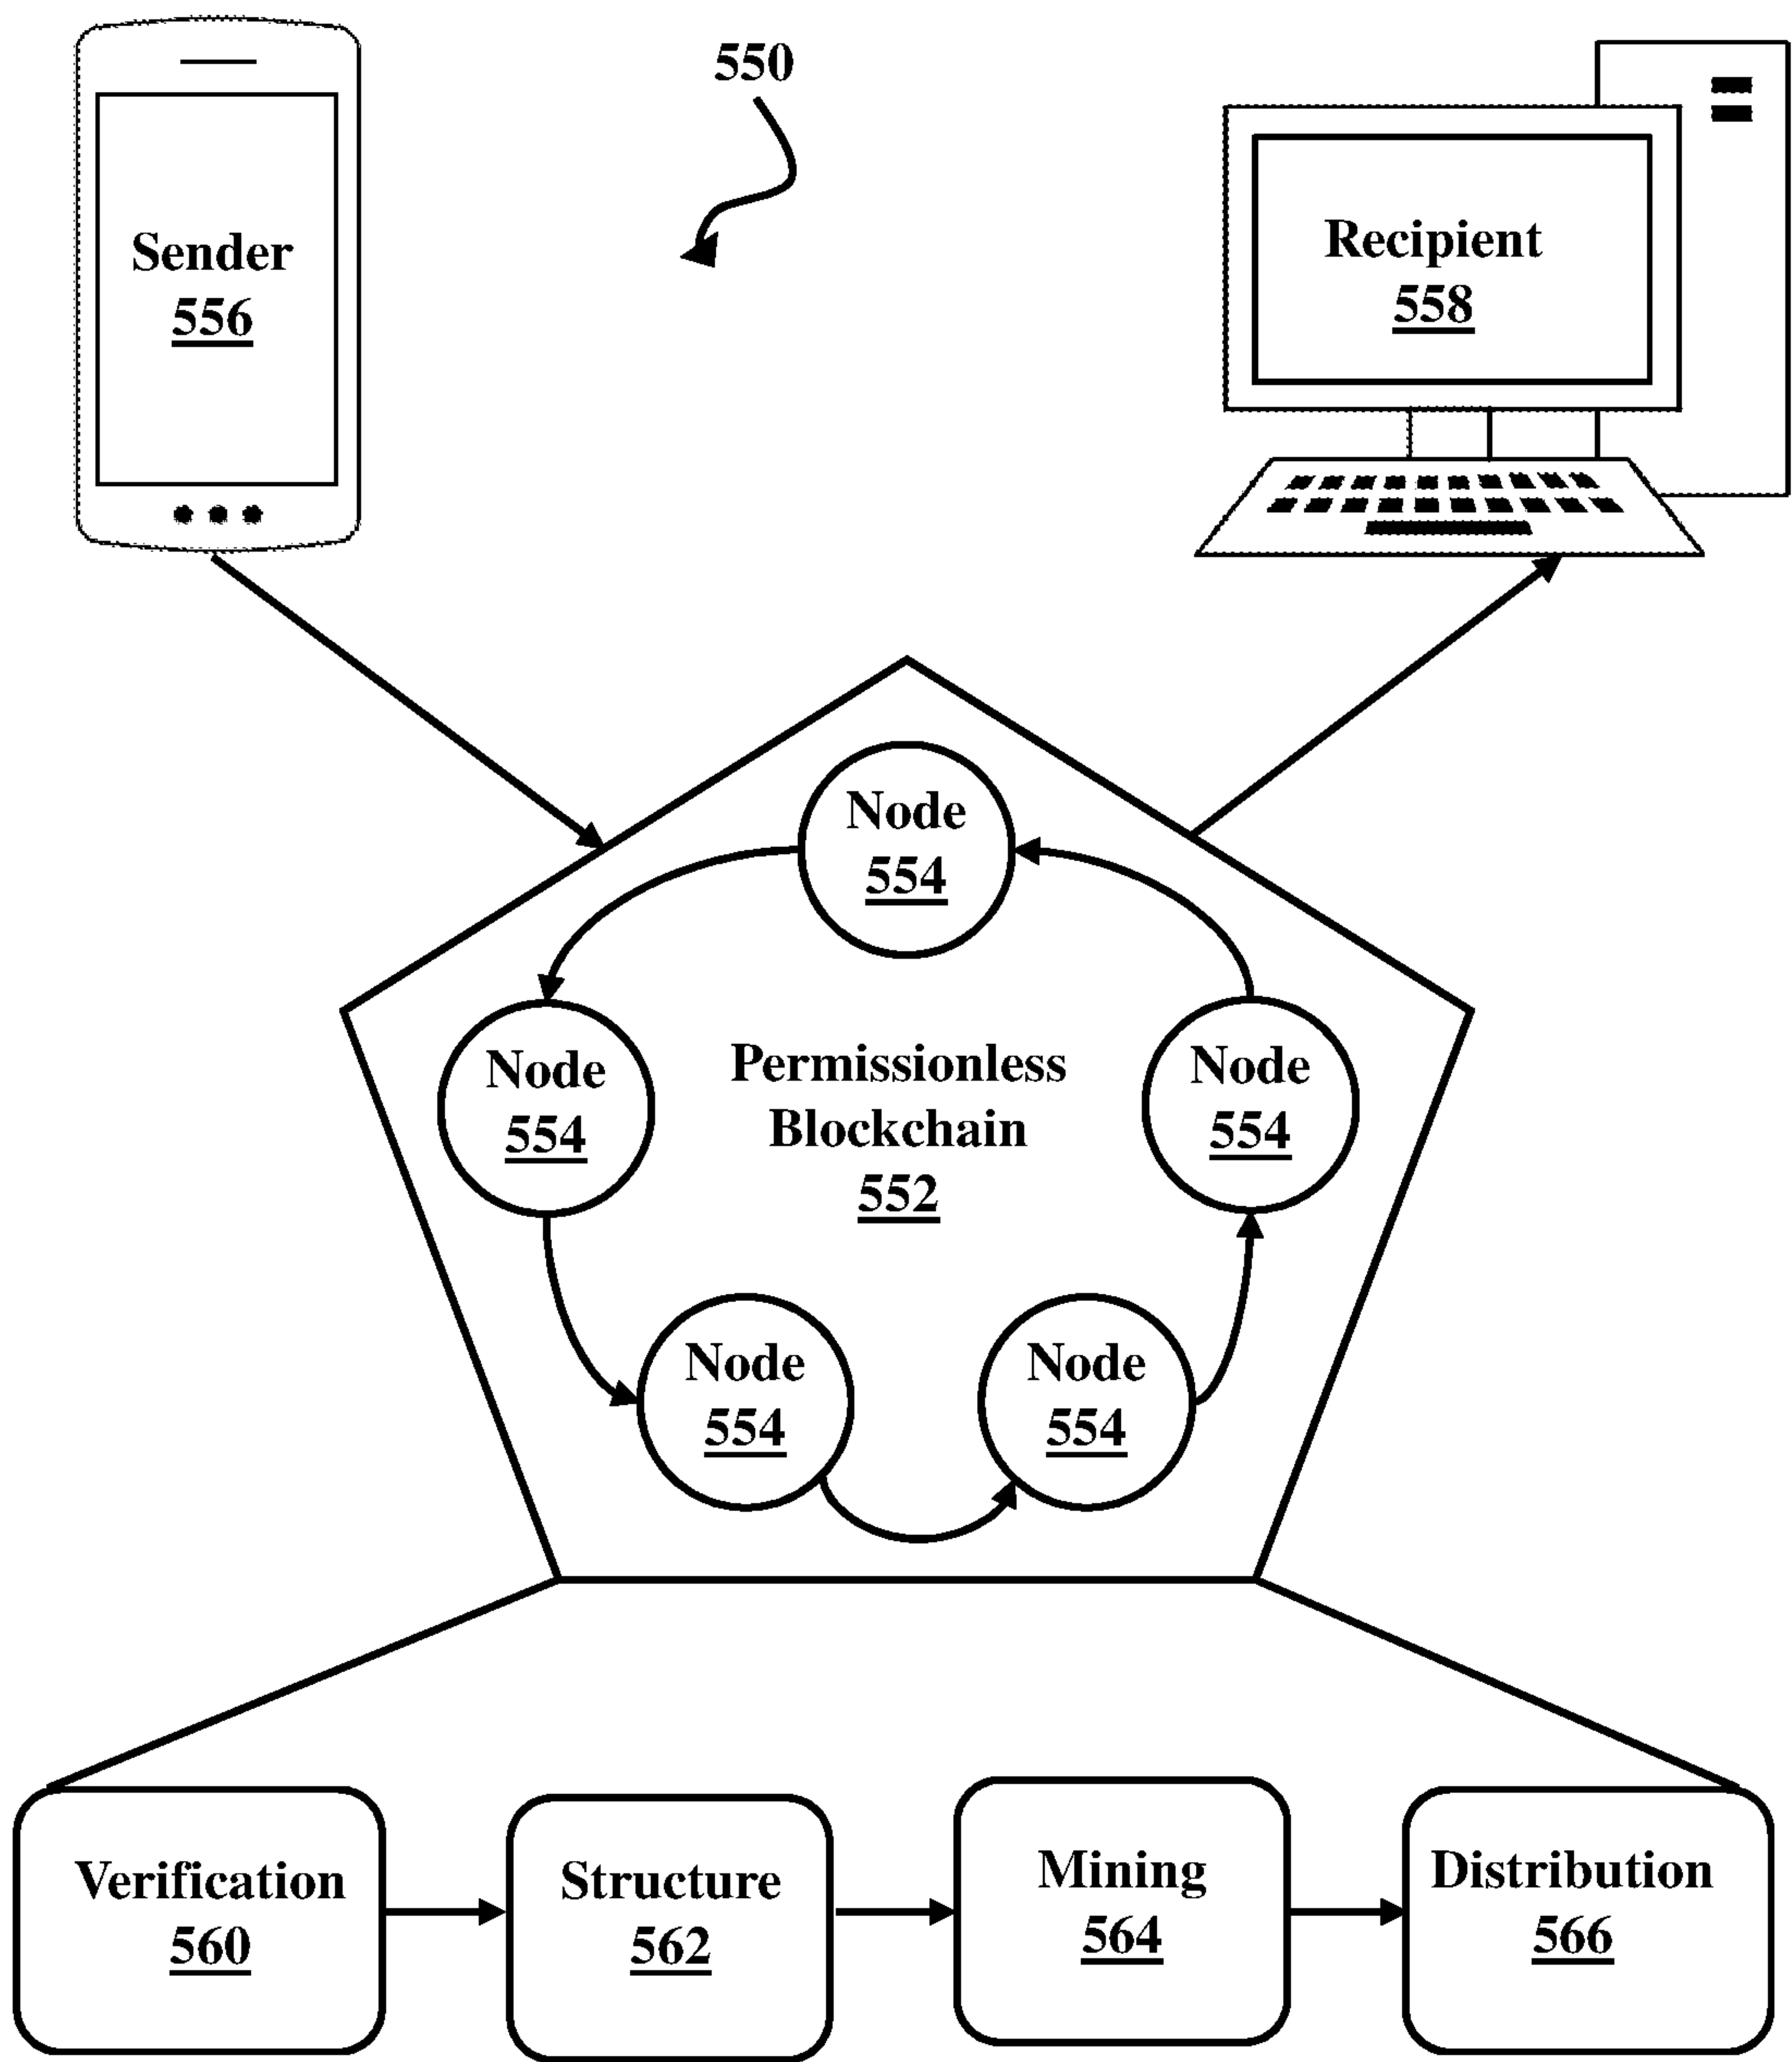 550
Sender
556
Recipient
558
Node
554
Node
554
Permissionless
Blockchain
552
Node
554
Node
554
Node
554
Verification
560
Structure
562
Mining
564
Distribution
566